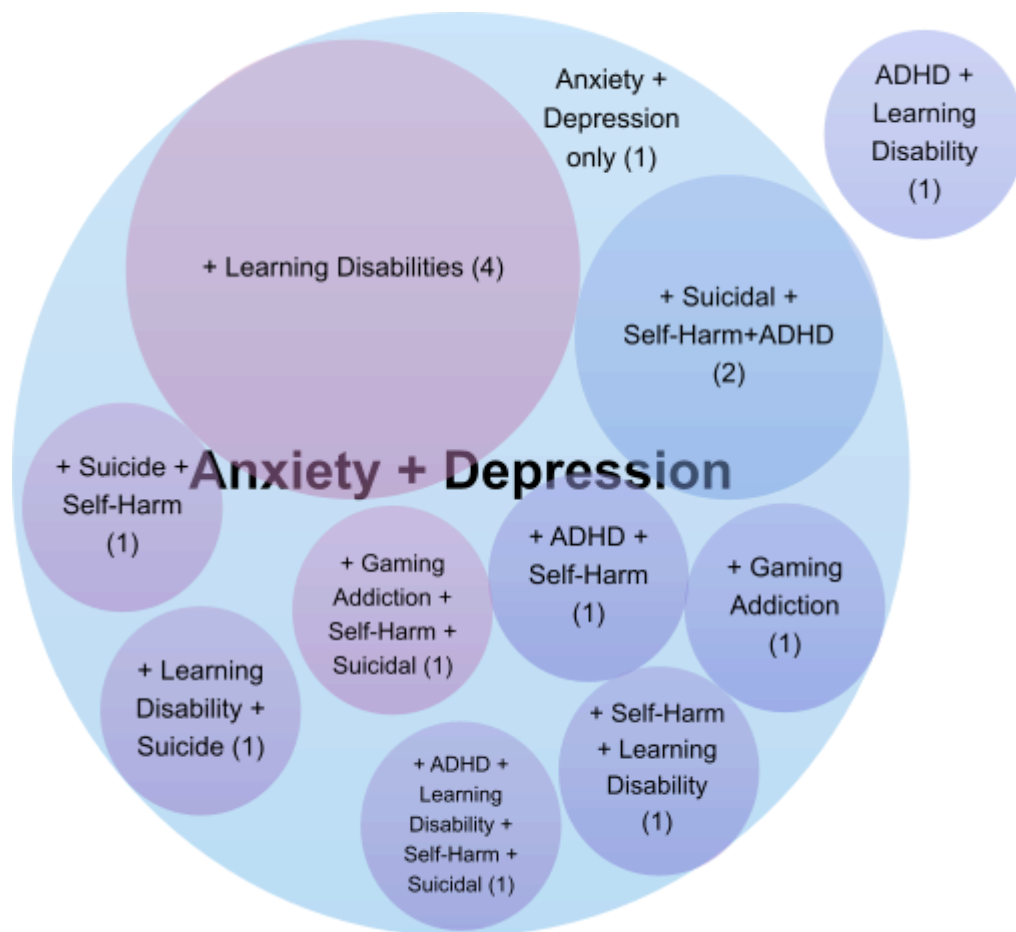 Anxiety +
Depression
only (1)
ADHD +
Learning
Disability
(1)
+ Learning Disabilities (4)
+ Suicidal +
Self-Harm+ADHD
(2)
Anxiety + Depression
+ Suicide +
Self-Harm
(1)
+ Gaming
Addiction +
Self-Harm +
Suicidal (1)
+ ADHD +
Self-Harm
(1)
+ Gaming
Addiction
(1)
+ Learning
Disability +
Suicide (1)
+ ADHD +
Learning
Disability +
Self-Harm +
Suicidal (1)
+ Self-Harm
+ Learning
Disability
(1)